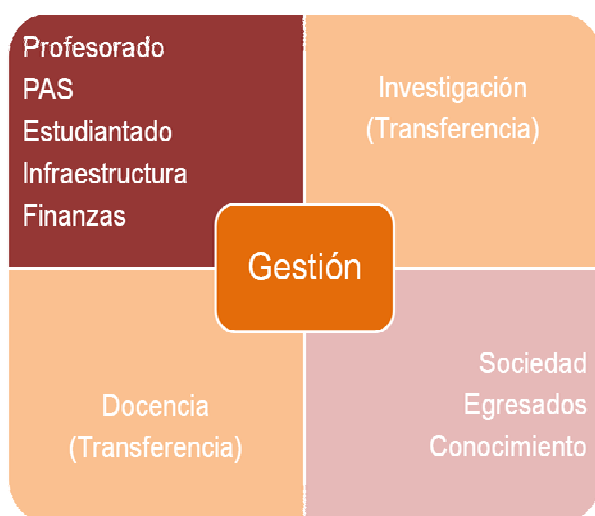 Profesorado
PAS
Estudiantado
Infraestructura
Finanzas
Investigación
(Transferencia)
Gestión
Docencia
(Transferencia)
Sociedad
Egresados
Conocimiento